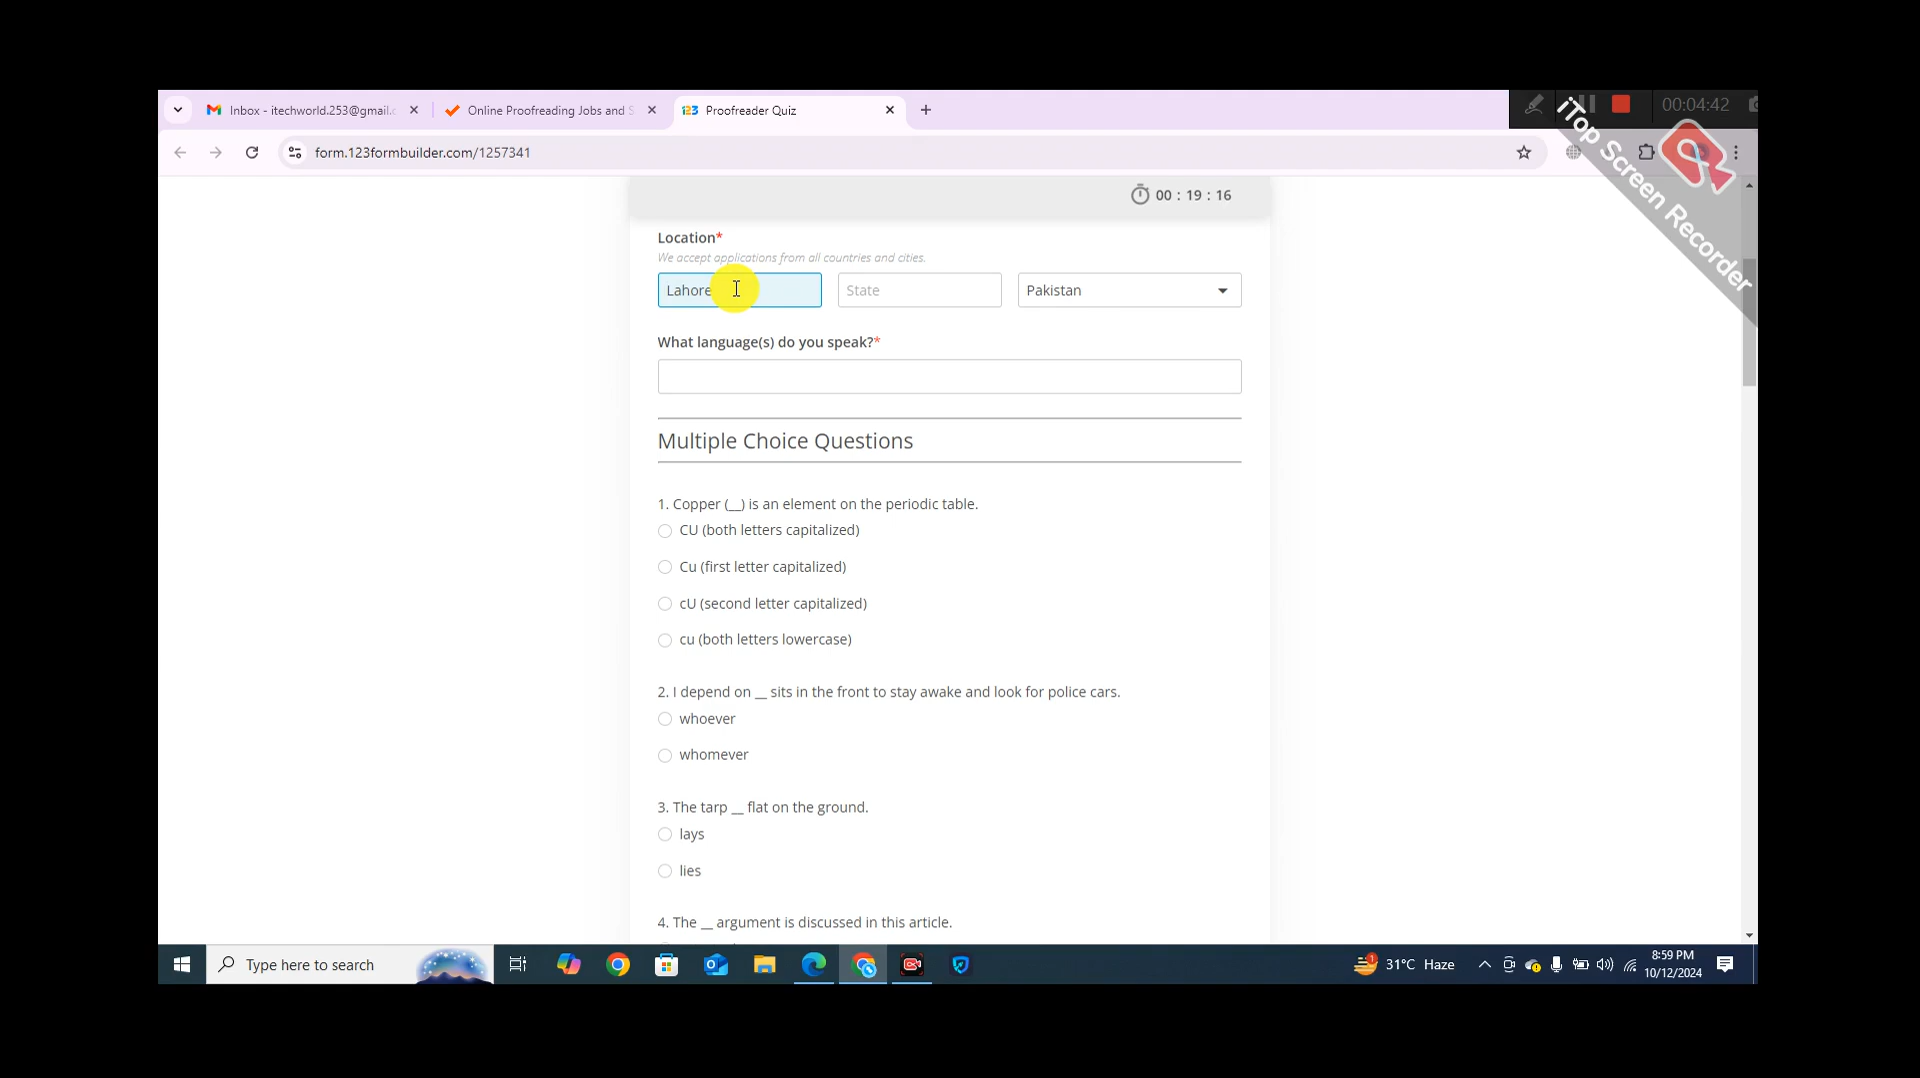 Inbox - itechworld.253@gmail.c
Online Proofreading Jobs and S
123 Proofreader Quiz
00:04:42
form.123formbuilder.com/1257341
iTop Screen Recorder
00 : 19 : 16
Location*
We accept applications from all countries and cities.
Lahore
State
Pakistan
What language(s) do you speak?*
Multiple Choice Questions
1. Copper (__) is an element on the periodic table.
CU (both letters capitalized)
Cu (first letter capitalized)
cU (second letter capitalized)
cu (both letters lowercase)
2. I depend on __ sits in the front to stay awake and look for police cars.
whoever
whomever
3. The tarp __ flat on the ground.
lays
lies
4. The __ argument is discussed in this article.
Type here to search
31°C Haze
8:59 PM
10/12/2024